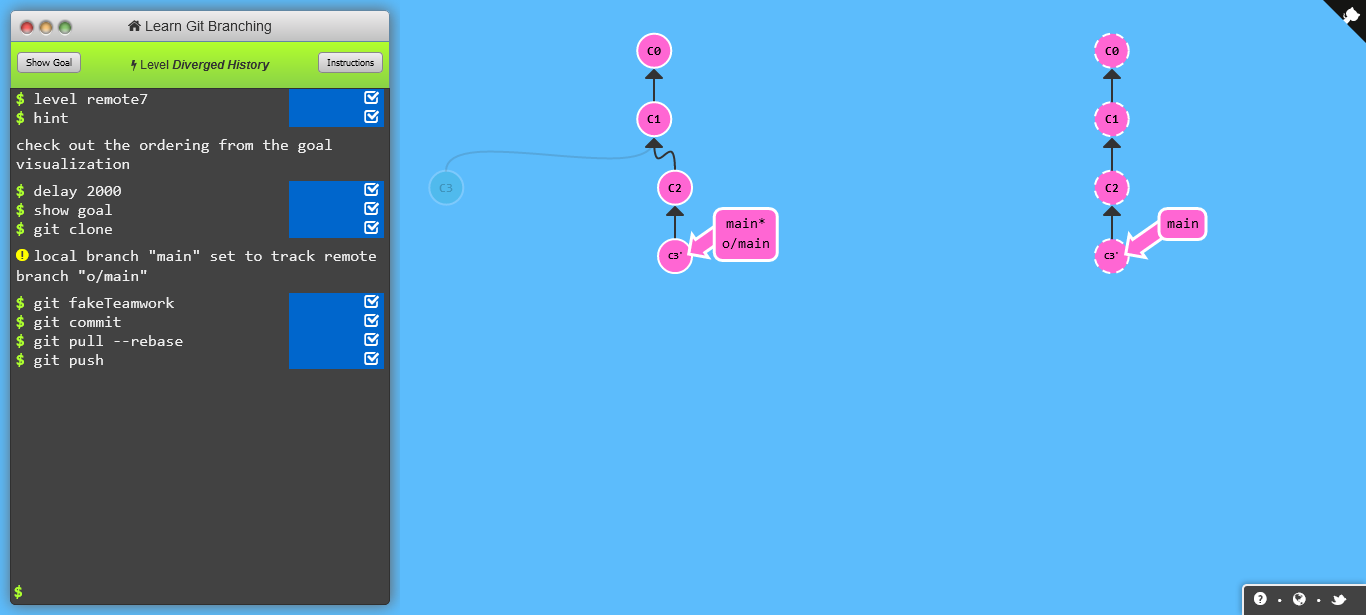 Learn Git Branching
Show Goal
Level Diverged History
Instructions
$ level remote7
$ hint
check out the ordering from the goal
visualization
$ delay 2000
$ show goal
$ git clone
local branch "main" set to track remote
branch "o/main"
$ git fakeTeamwork
$ git commit
$ git pull --rebase
$ git push
$
C0
C1
C3
C2
main*
o/main
C3'
C0
C1
C2
main
C3'